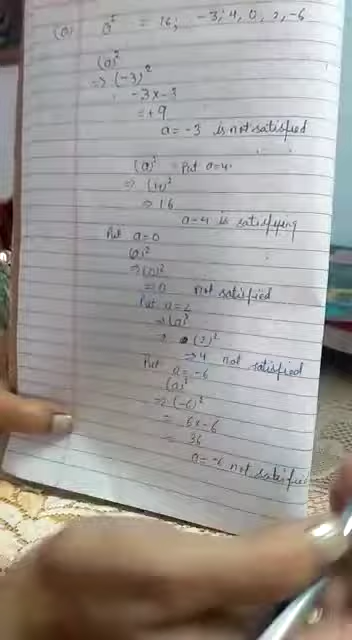 (a) a² = 16; -3, 4, 0, 2, -6
(a)²
=> (-3)²
-3x-3
= +9
a = -3 is not satisfied
(a)² Put a=4
=> (4)²
=> 16
a=4 is satisfying
Put a=0
(a)²
=> (0)²
= 0 Not satisfied
Put a=2
=> (a)²
=> (2)²
=> 4 not satisfied
Put a=-6
(a)²
=> (-6)²
= 6x-6
= 36
a=-6 not satisfied